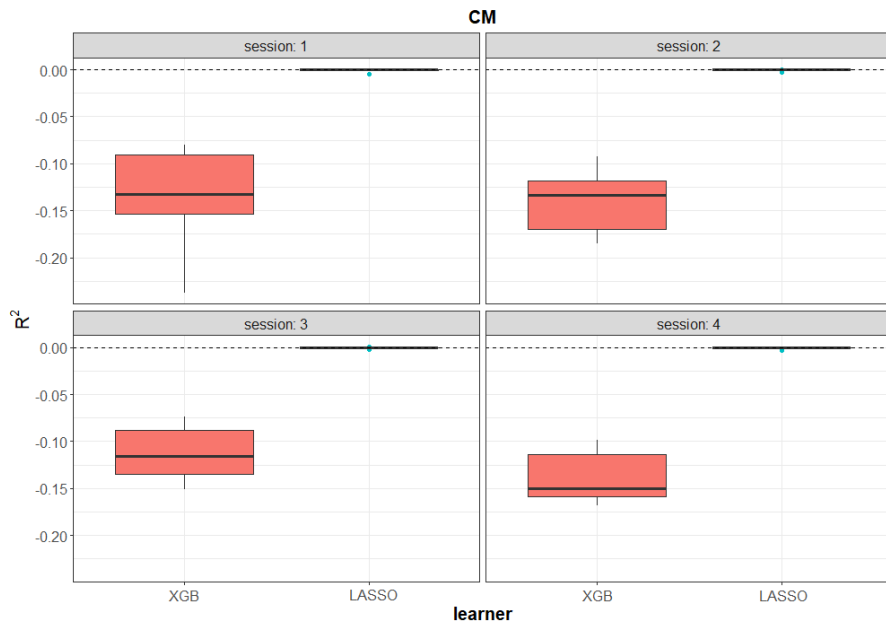 CM
session: 1
session: 2
0.00
-0.05
-0.10
-0.15
-0.20
session: 3
session: 4
0.00
-0.05
-0.10
-0.15
-0.20
R²
XGB
LASSO
XGB
LASSO
learner